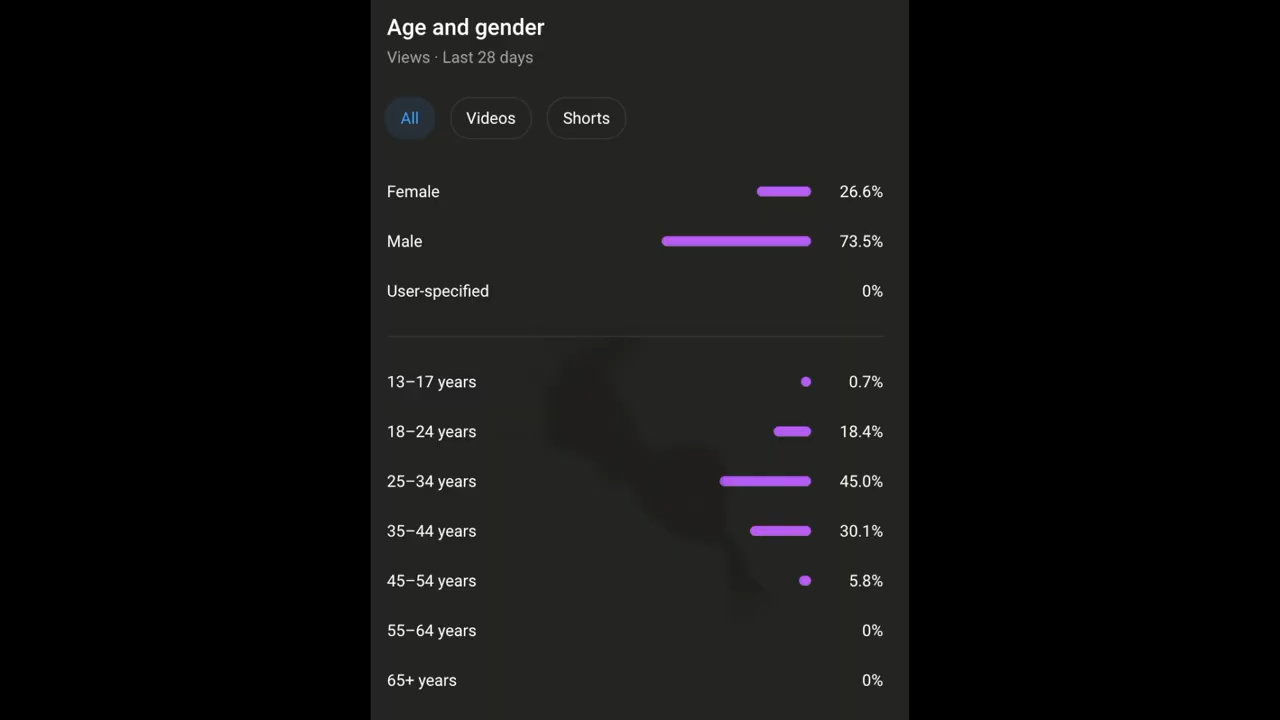 Age and gender
Views · Last 28 days
All Videos Shorts
Female 26.6%
Male 73.5%
User-specified 0%
13–17 years 0.7%
18–24 years 18.4%
25–34 years 45.0%
35–44 years 30.1%
45–54 years 5.8%
55–64 years 0%
65+ years 0%